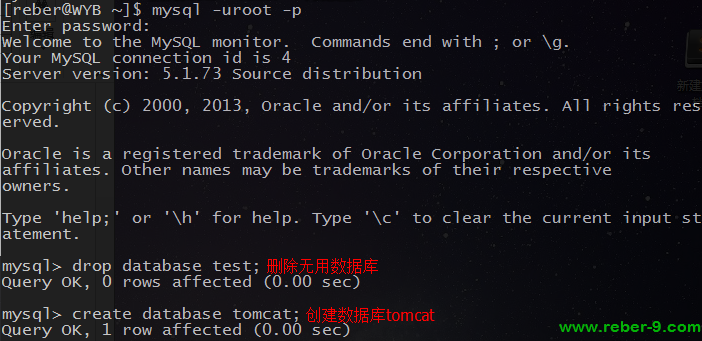 [reber@WYB ~]$ mysql -uroot -p
Enter password:
Welcome to the MySQL monitor.  Commands end with ; or \g.
Your MySQL connection id is 4
Server version: 5.1.73 Source distribution
Copyright (c) 2000, 2013, Oracle and/or its affiliates. All rights res
erved.
Oracle is a registered trademark of Oracle Corporation and/or its
affiliates. Other names may be trademarks of their respective
owners.
Type 'help;' or '\h' for help. Type '\c' to clear the current input st
atement.
mysql> drop database test; 删除无用数据库
Query OK, 0 rows affected (0.00 sec)
mysql> create database tomcat; 创建数据库tomcat
Query OK, 1 row affected (0.00 sec)
www.reber-9.com
新建